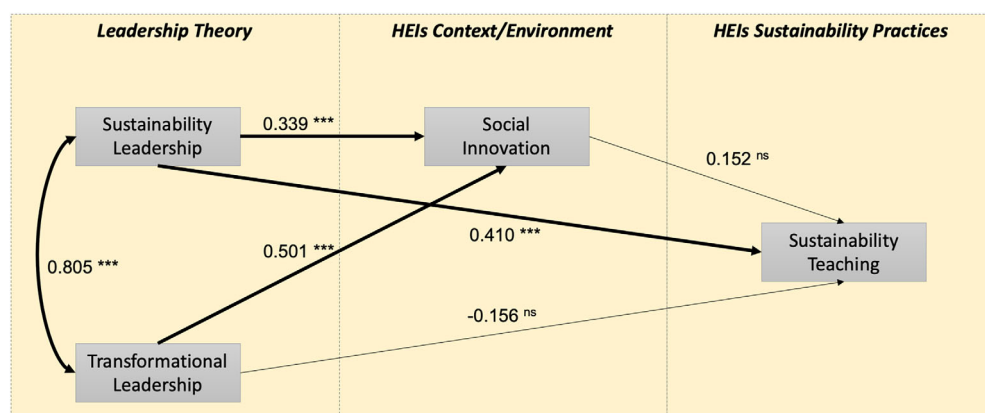 Leadership Theory
HEIs Context/Environment
HEIs Sustainability Practices
Sustainability
Leadership
0.339 ***
Social
Innovation
0.152 ns
0.410 ***
Sustainability
Teaching
0.501 ***
0.805 ***
-0.156 ns
Transformational
Leadership